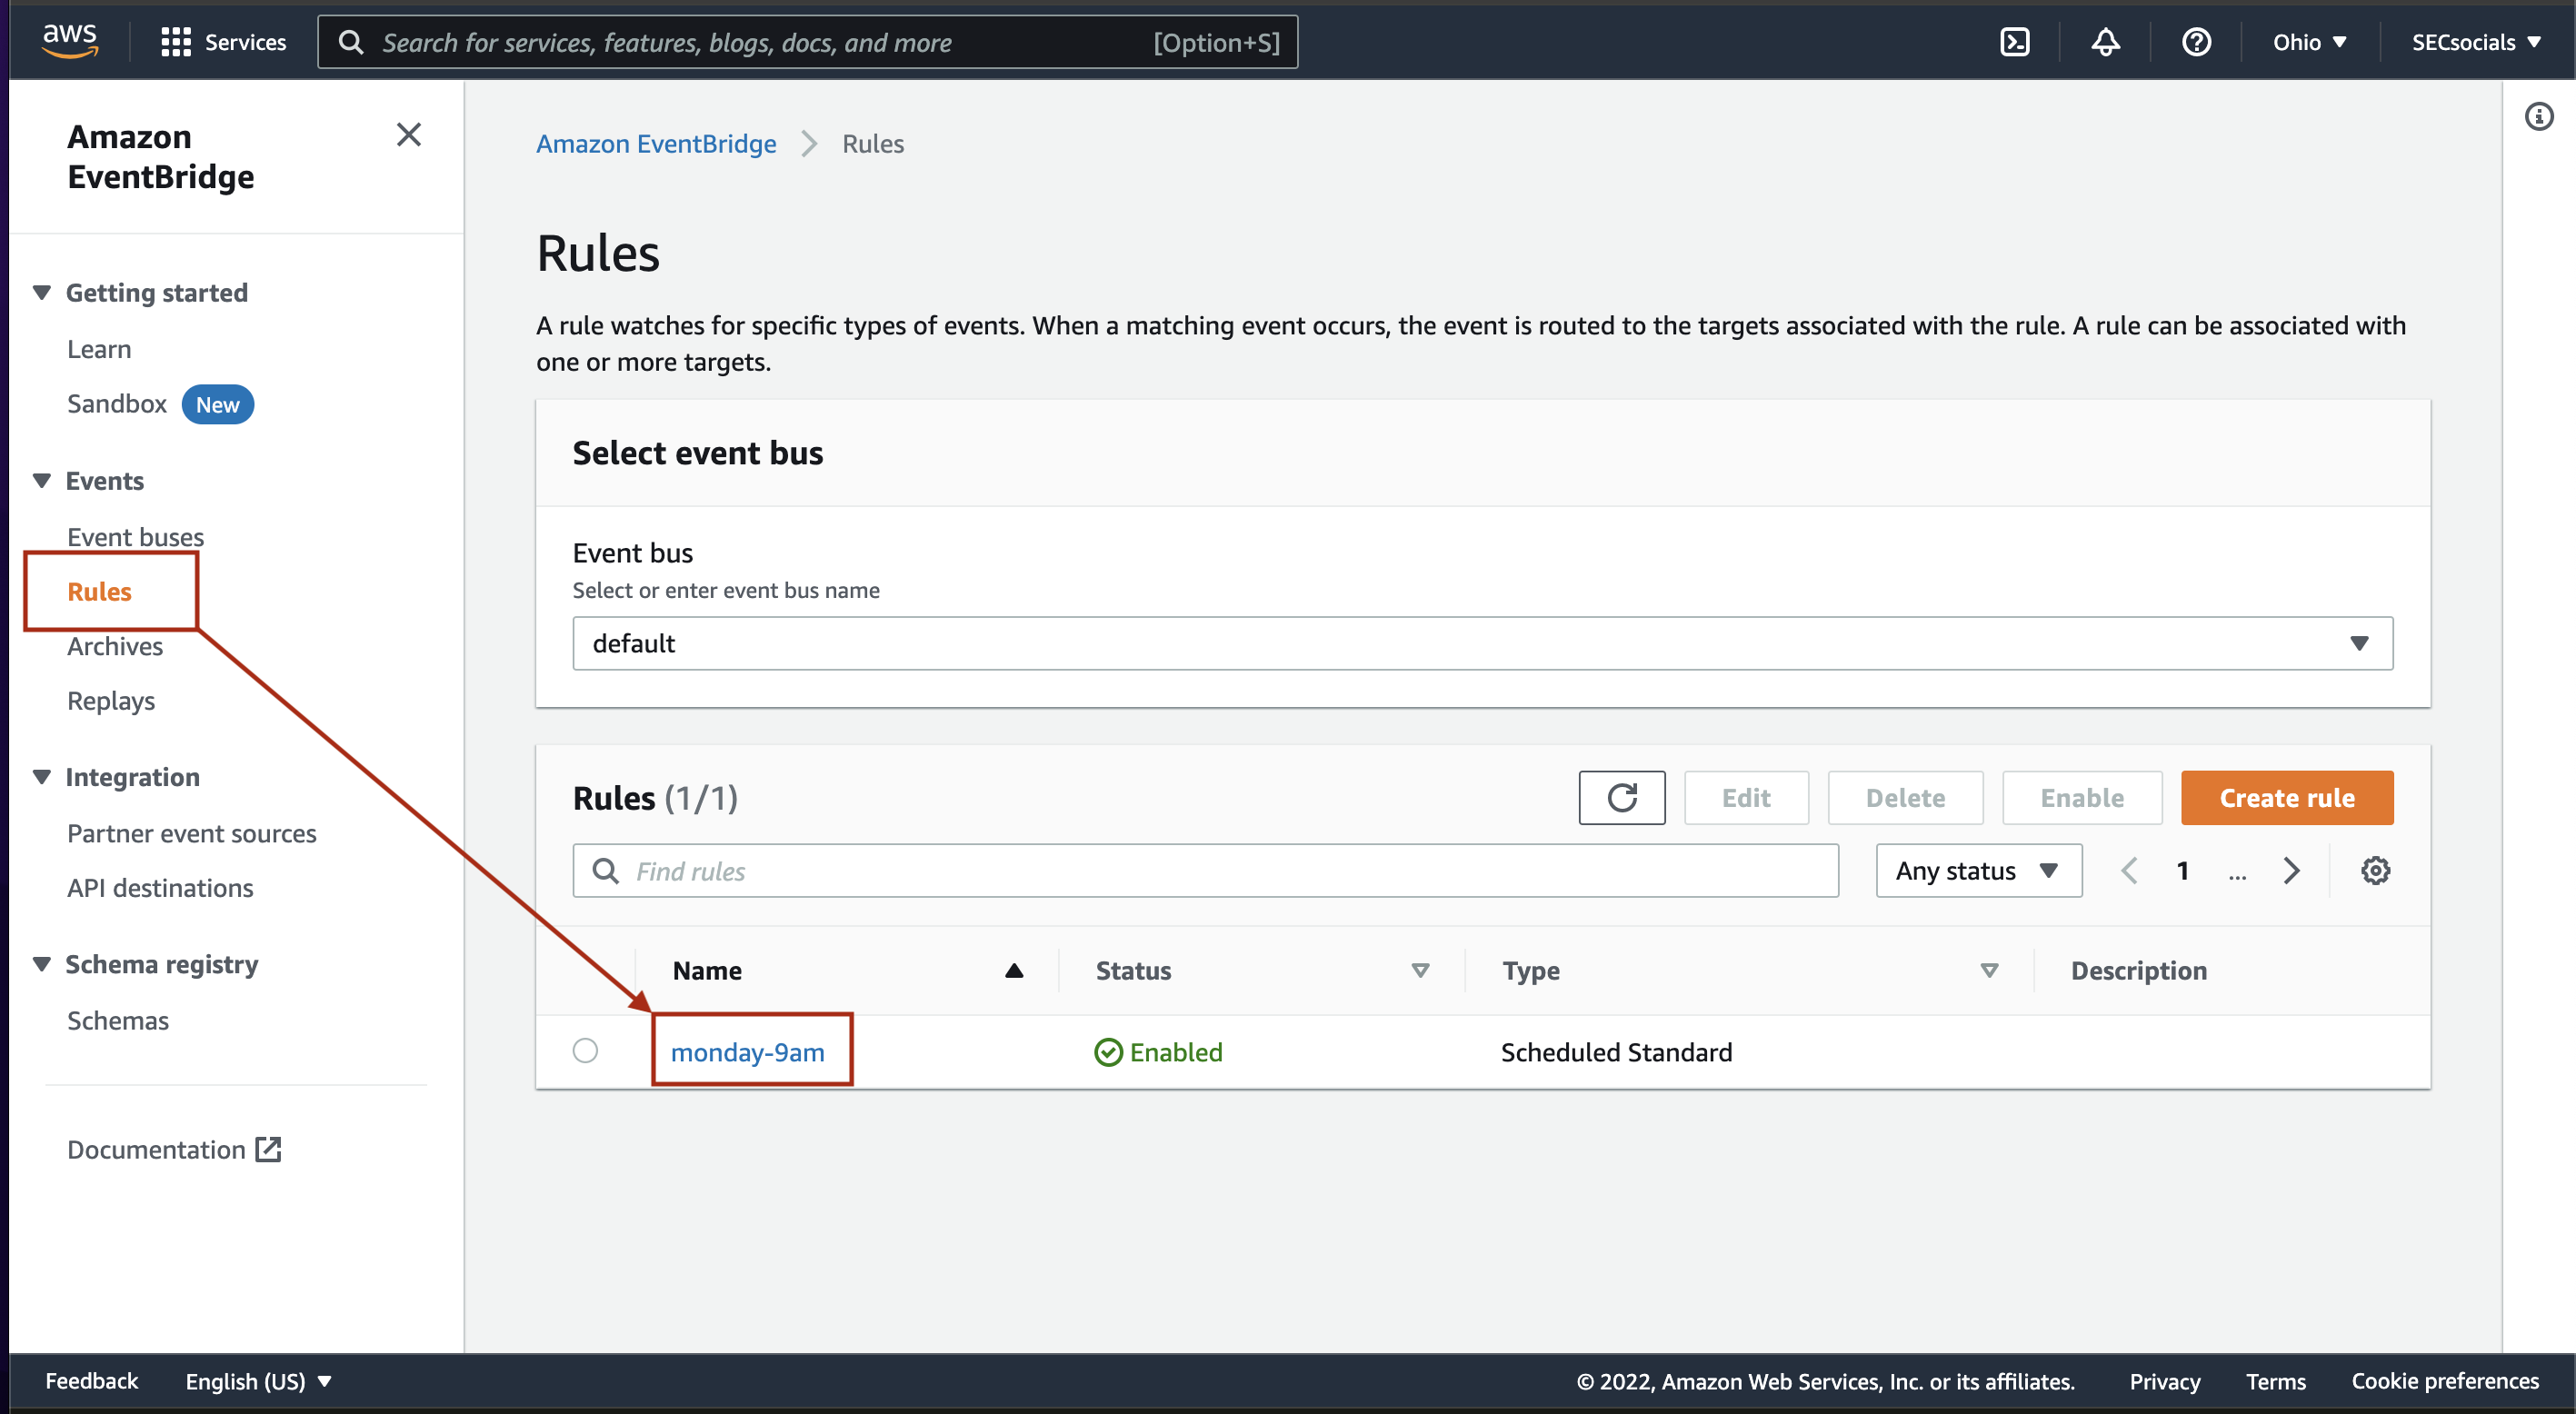 aws
Services
Search for services, features, blogs, docs, and more
[Option+S]
Ohio
SECsocials
Amazon
EventBridge
Getting started
Learn
Sandbox New
Events
Event buses
Rules
Archives
Replays
Integration
Partner event sources
API destinations
Schema registry
Schemas
Documentation
Amazon EventBridge > Rules
Rules
A rule watches for specific types of events. When a matching event occurs, the event is routed to the targets associated with the rule. A rule can be associated with
one or more targets.
Select event bus
Event bus
Select or enter event bus name
default
Rules (1/1)
Edit
Delete
Enable
Create rule
Find rules
Any status
1
...
Name
Status
Type
Description
monday-9am
Enabled
Scheduled Standard
Feedback
English (US)
© 2022, Amazon Web Services, Inc. or its affiliates.
Privacy
Terms
Cookie preferences